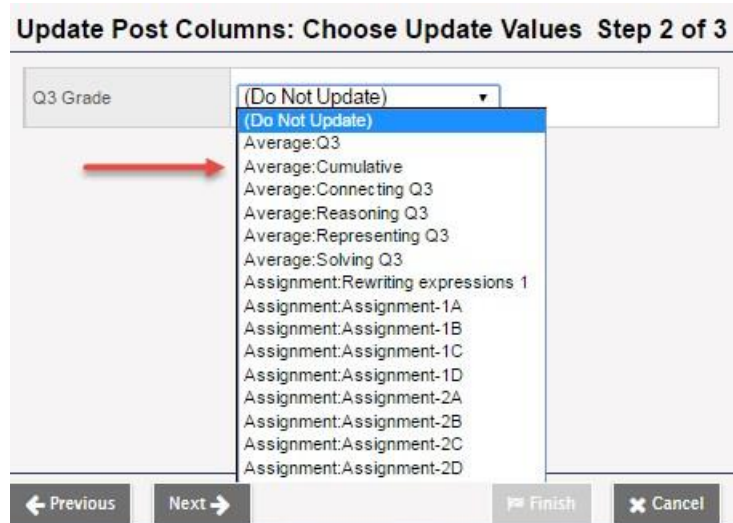 Update Post Columns: Choose Update Values Step 2 of 3
Q3 Grade
(Do Not Update)
(Do Not Update)
Average:Q3
Average:Cumulative
Average:Connecting Q3
Average:Reasoning Q3
Average:Representing Q3
Average:Solving Q3
Assignment:Rewriting expressions 1
Assignment:Assignment-1A
Assignment:Assignment-1B
Assignment:Assignment-1C
Assignment:Assignment-1D
Assignment:Assignment-2A
Assignment:Assignment-2B
Assignment:Assignment-2C
Assignment:Assignment-2D
Previous Next Finish Cancel